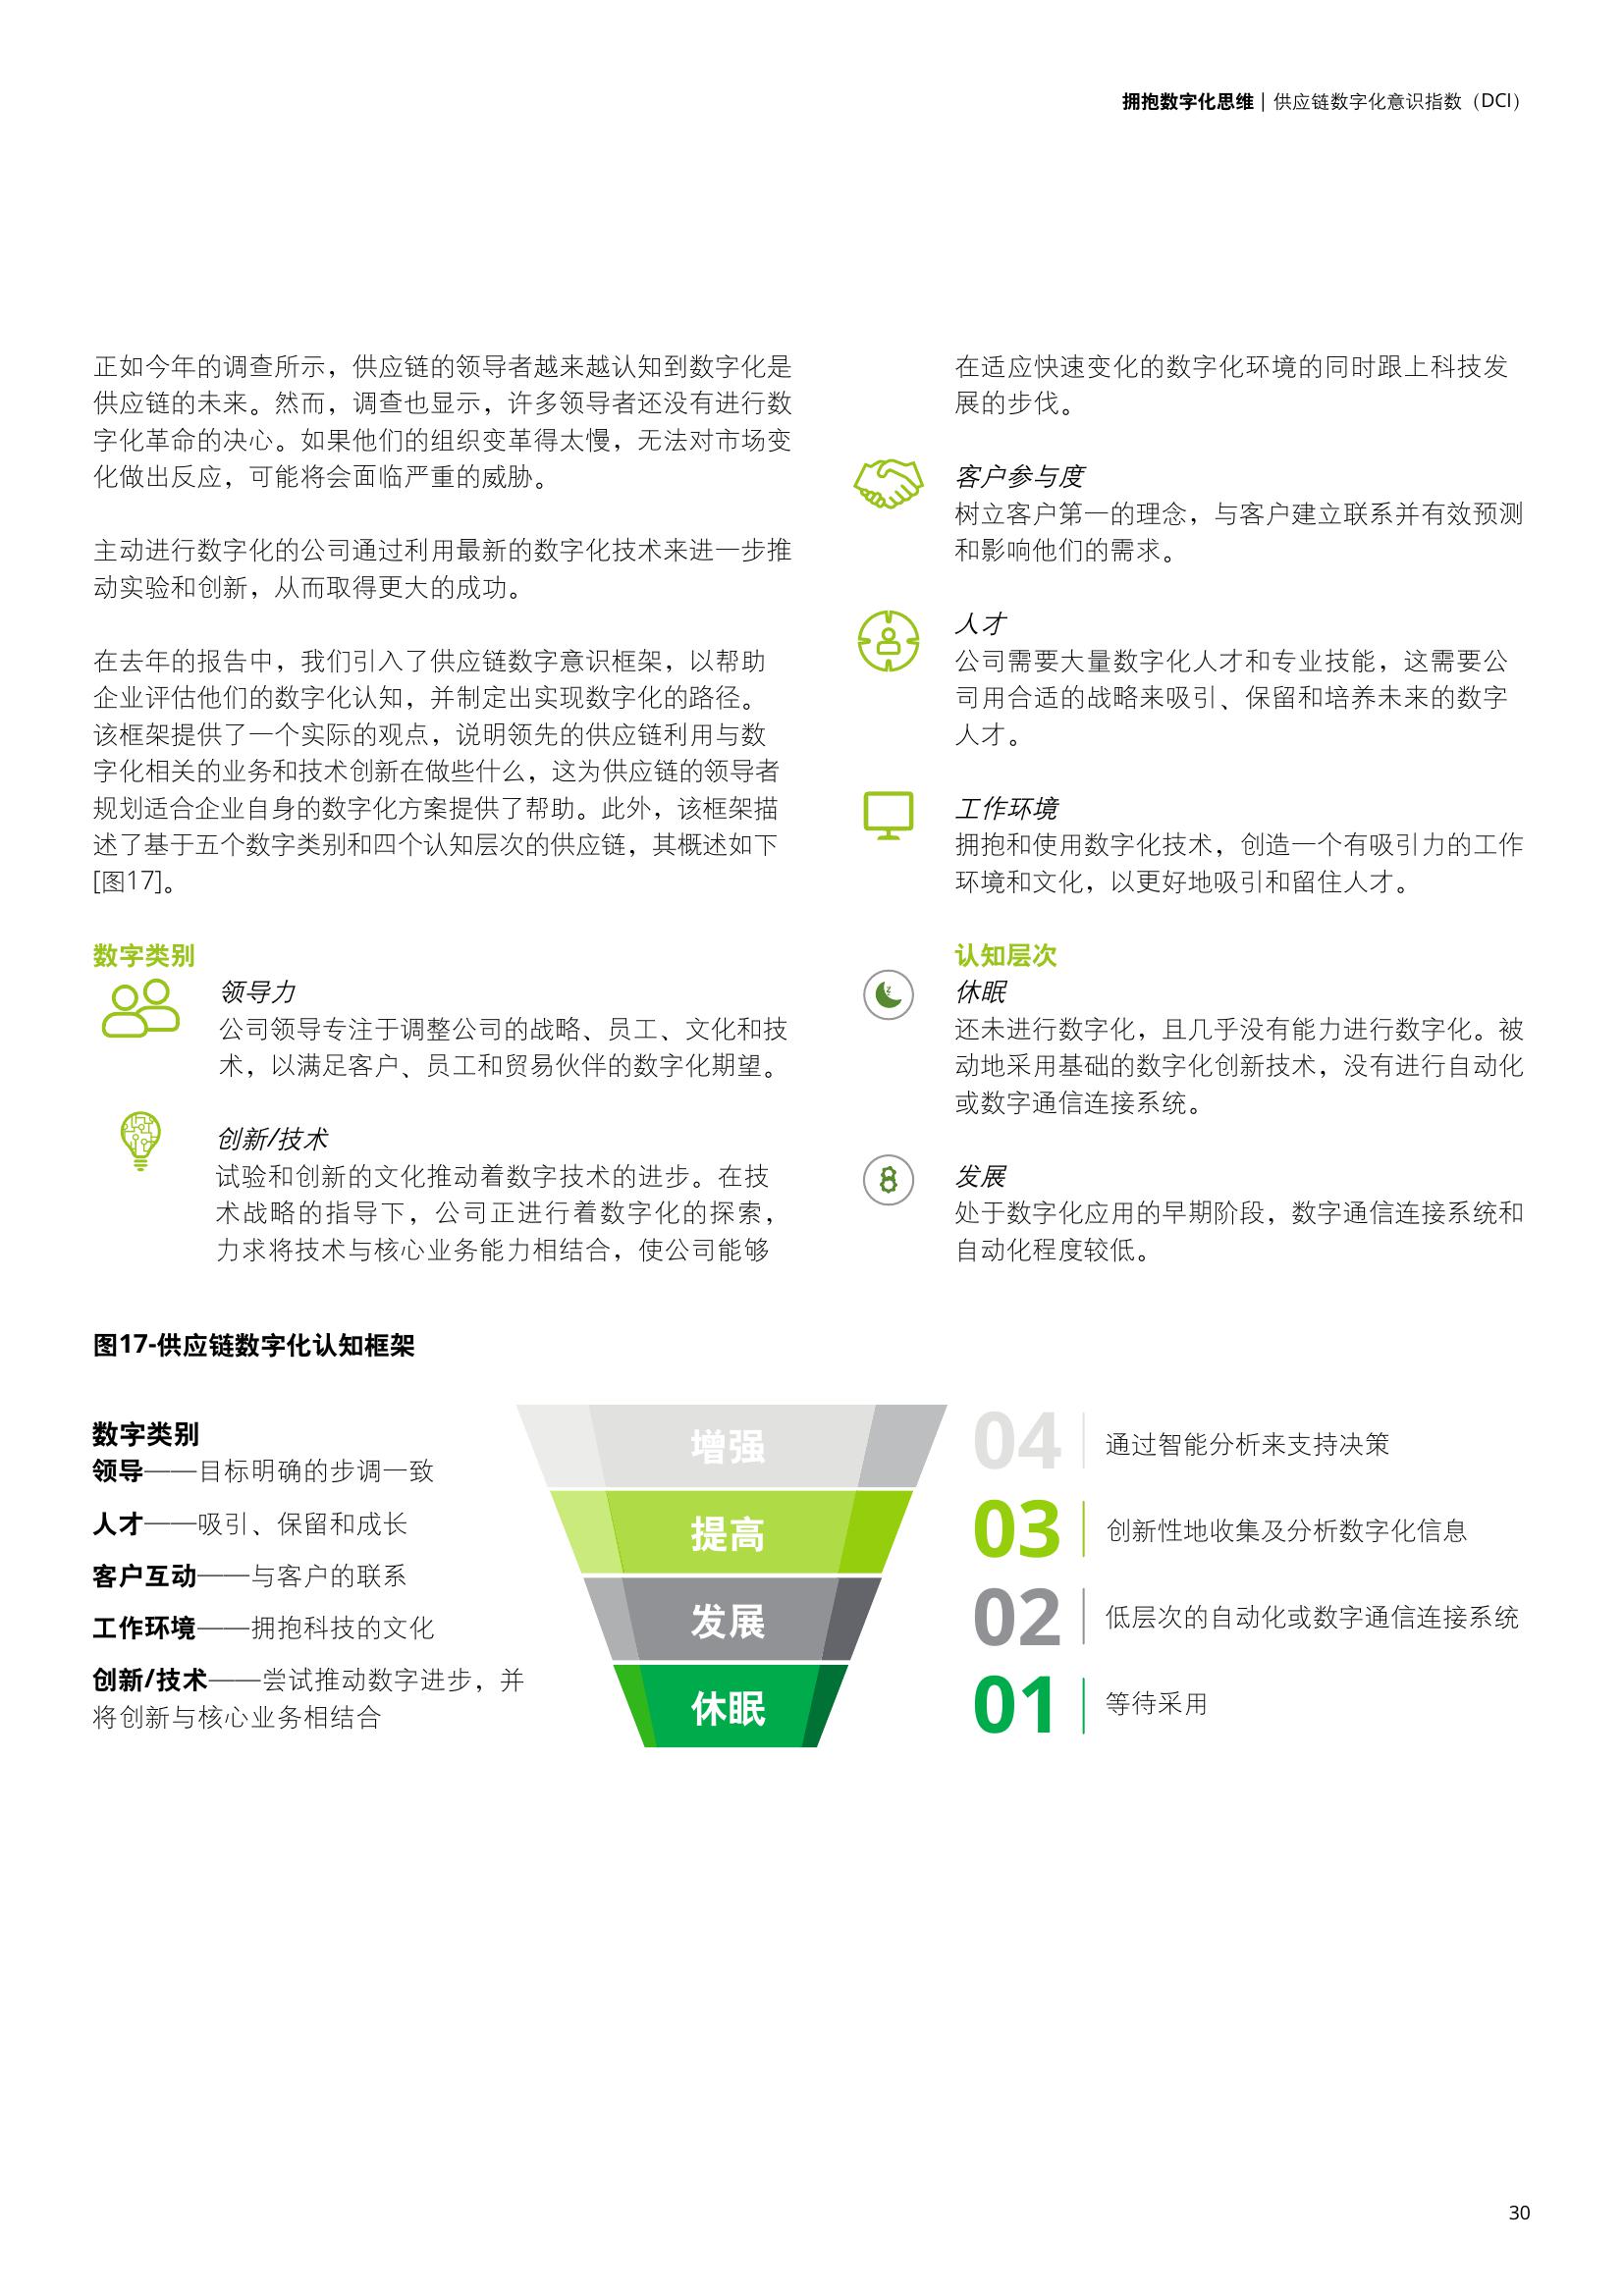 拥抱数字化思维 | 供应链数字化意识指数（DCI）
正如今年的调查所示，供应链的领导者越来越认知到数字化是
供应链的未来。然而，调查也显示，许多领导者还没有进行数
字化革命的决心。如果他们的组织变革得太慢，无法对市场变
化做出反应，可能将会面临严重的威胁。
主动进行数字化的公司通过利用最新的数字化技术来进一步推
动实验和创新，从而取得更大的成功。
在去年的报告中，我们引入了供应链数字意识框架，以帮助
企业评估他们的数字化认知，并制定出实现数字化的路径。
该框架提供了一个实际的观点，说明领先的供应链利用与数
字化相关的业务和技术创新在做些什么，这为供应链的领导者
规划适合企业自身的数字化方案提供了帮助。此外，该框架描
述了基于五个数字类别和四个认知层次的供应链，其概述如下
[图17]。
数字类别
领导力
公司领导专注于调整公司的战略、员工、文化和技
术，以满足客户、员工和贸易伙伴的数字化期望。
创新/技术
试验和创新的文化推动着数字技术的进步。在技
术战略的指导下，公司正进行着数字化的探索，
力求将技术与核心业务能力相结合，使公司能够
在适应快速变化的数字化环境的同时跟上科技发
展的步伐。
客户参与度
树立客户第一的理念，与客户建立联系并有效预测
和影响他们的需求。
人才
公司需要大量数字化人才和专业技能，这需要公
司用合适的战略来吸引、保留和培养未来的数字
人才。
工作环境
拥抱和使用数字化技术，创造一个有吸引力的工作
环境和文化，以更好地吸引和留住人才。
认知层次
休眠
还未进行数字化，且几乎没有能力进行数字化。被
动地采用基础的数字化创新技术，没有进行自动化
或数字通信连接系统。
发展
处于数字化应用的早期阶段，数字通信连接系统和
自动化程度较低。
图17-供应链数字化认知框架
数字类别
领导——目标明确的步调一致
人才——吸引、保留和成长
客户互动——与客户的联系
工作环境——拥抱科技的文化
创新/技术——尝试推动数字进步，并
将创新与核心业务相结合
增强
04 通过智能分析来支持决策
提高
03 创新性地收集及分析数字化信息
发展
02 低层次的自动化或数字通信连接系统
休眠
01 等待采用
30